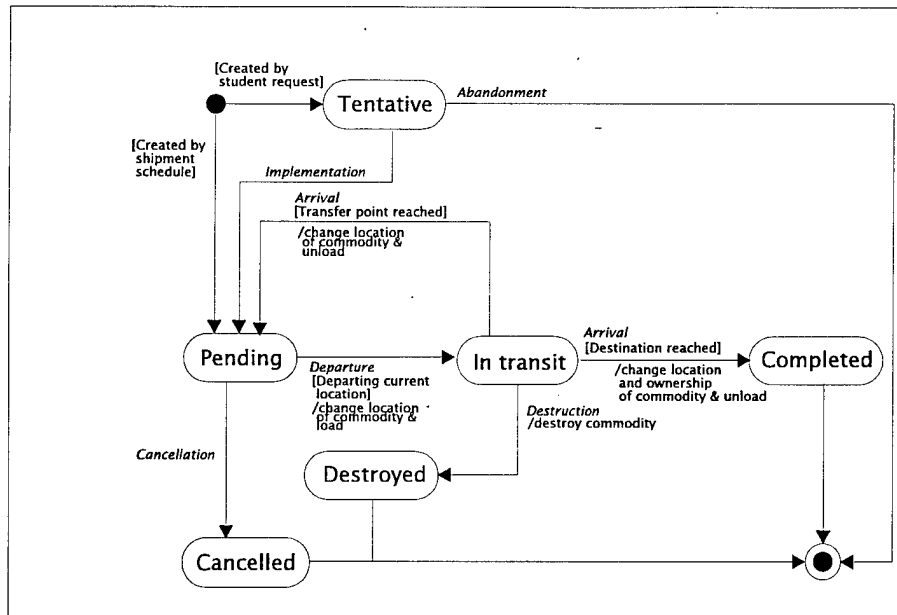 [Created by
student request]
Tentative
Abandonment
[Created by
shipment
schedule]
Implementation
Arrival
[Transfer point reached]
/change location
of commodity &
unload
Pending
Departure
[Departing current
location]
/change location
of commodity &
load
In transit
Arrival
[Destination reached]
/change location
and ownership
of commodity & unload
Completed
Destruction
/destroy commodity
Cancellation
Destroyed
Cancelled